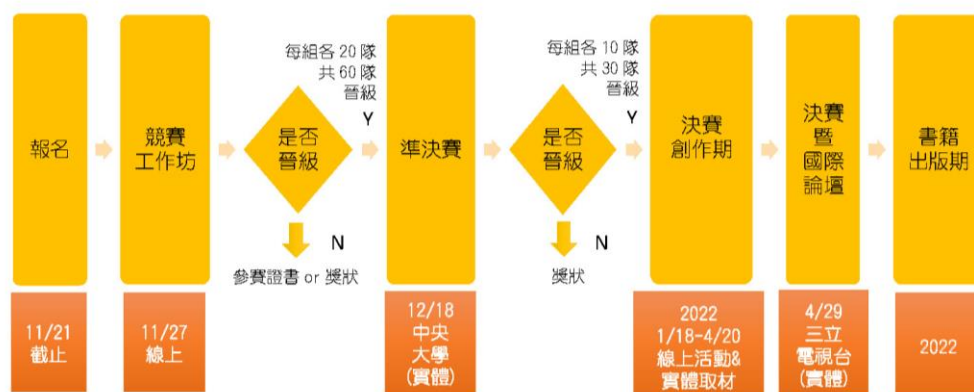 報名
競賽
工作坊
每組各 20 隊
共 60 隊
晉級
Y
是否
晉級
N
參賽證書 or 獎狀
準決賽
每組各 10 隊
共 30 隊
晉級
Y
是否
晉級
N
獎狀
決賽
創作期
決賽
暨
國際
論壇
書籍
出版期
11/21
截止
11/27
線上
12/18
中央
大學
(實體)
2022
1/18-4/20
線上活動&
實體取材
4/29
三立
電視台
(實體)
2022